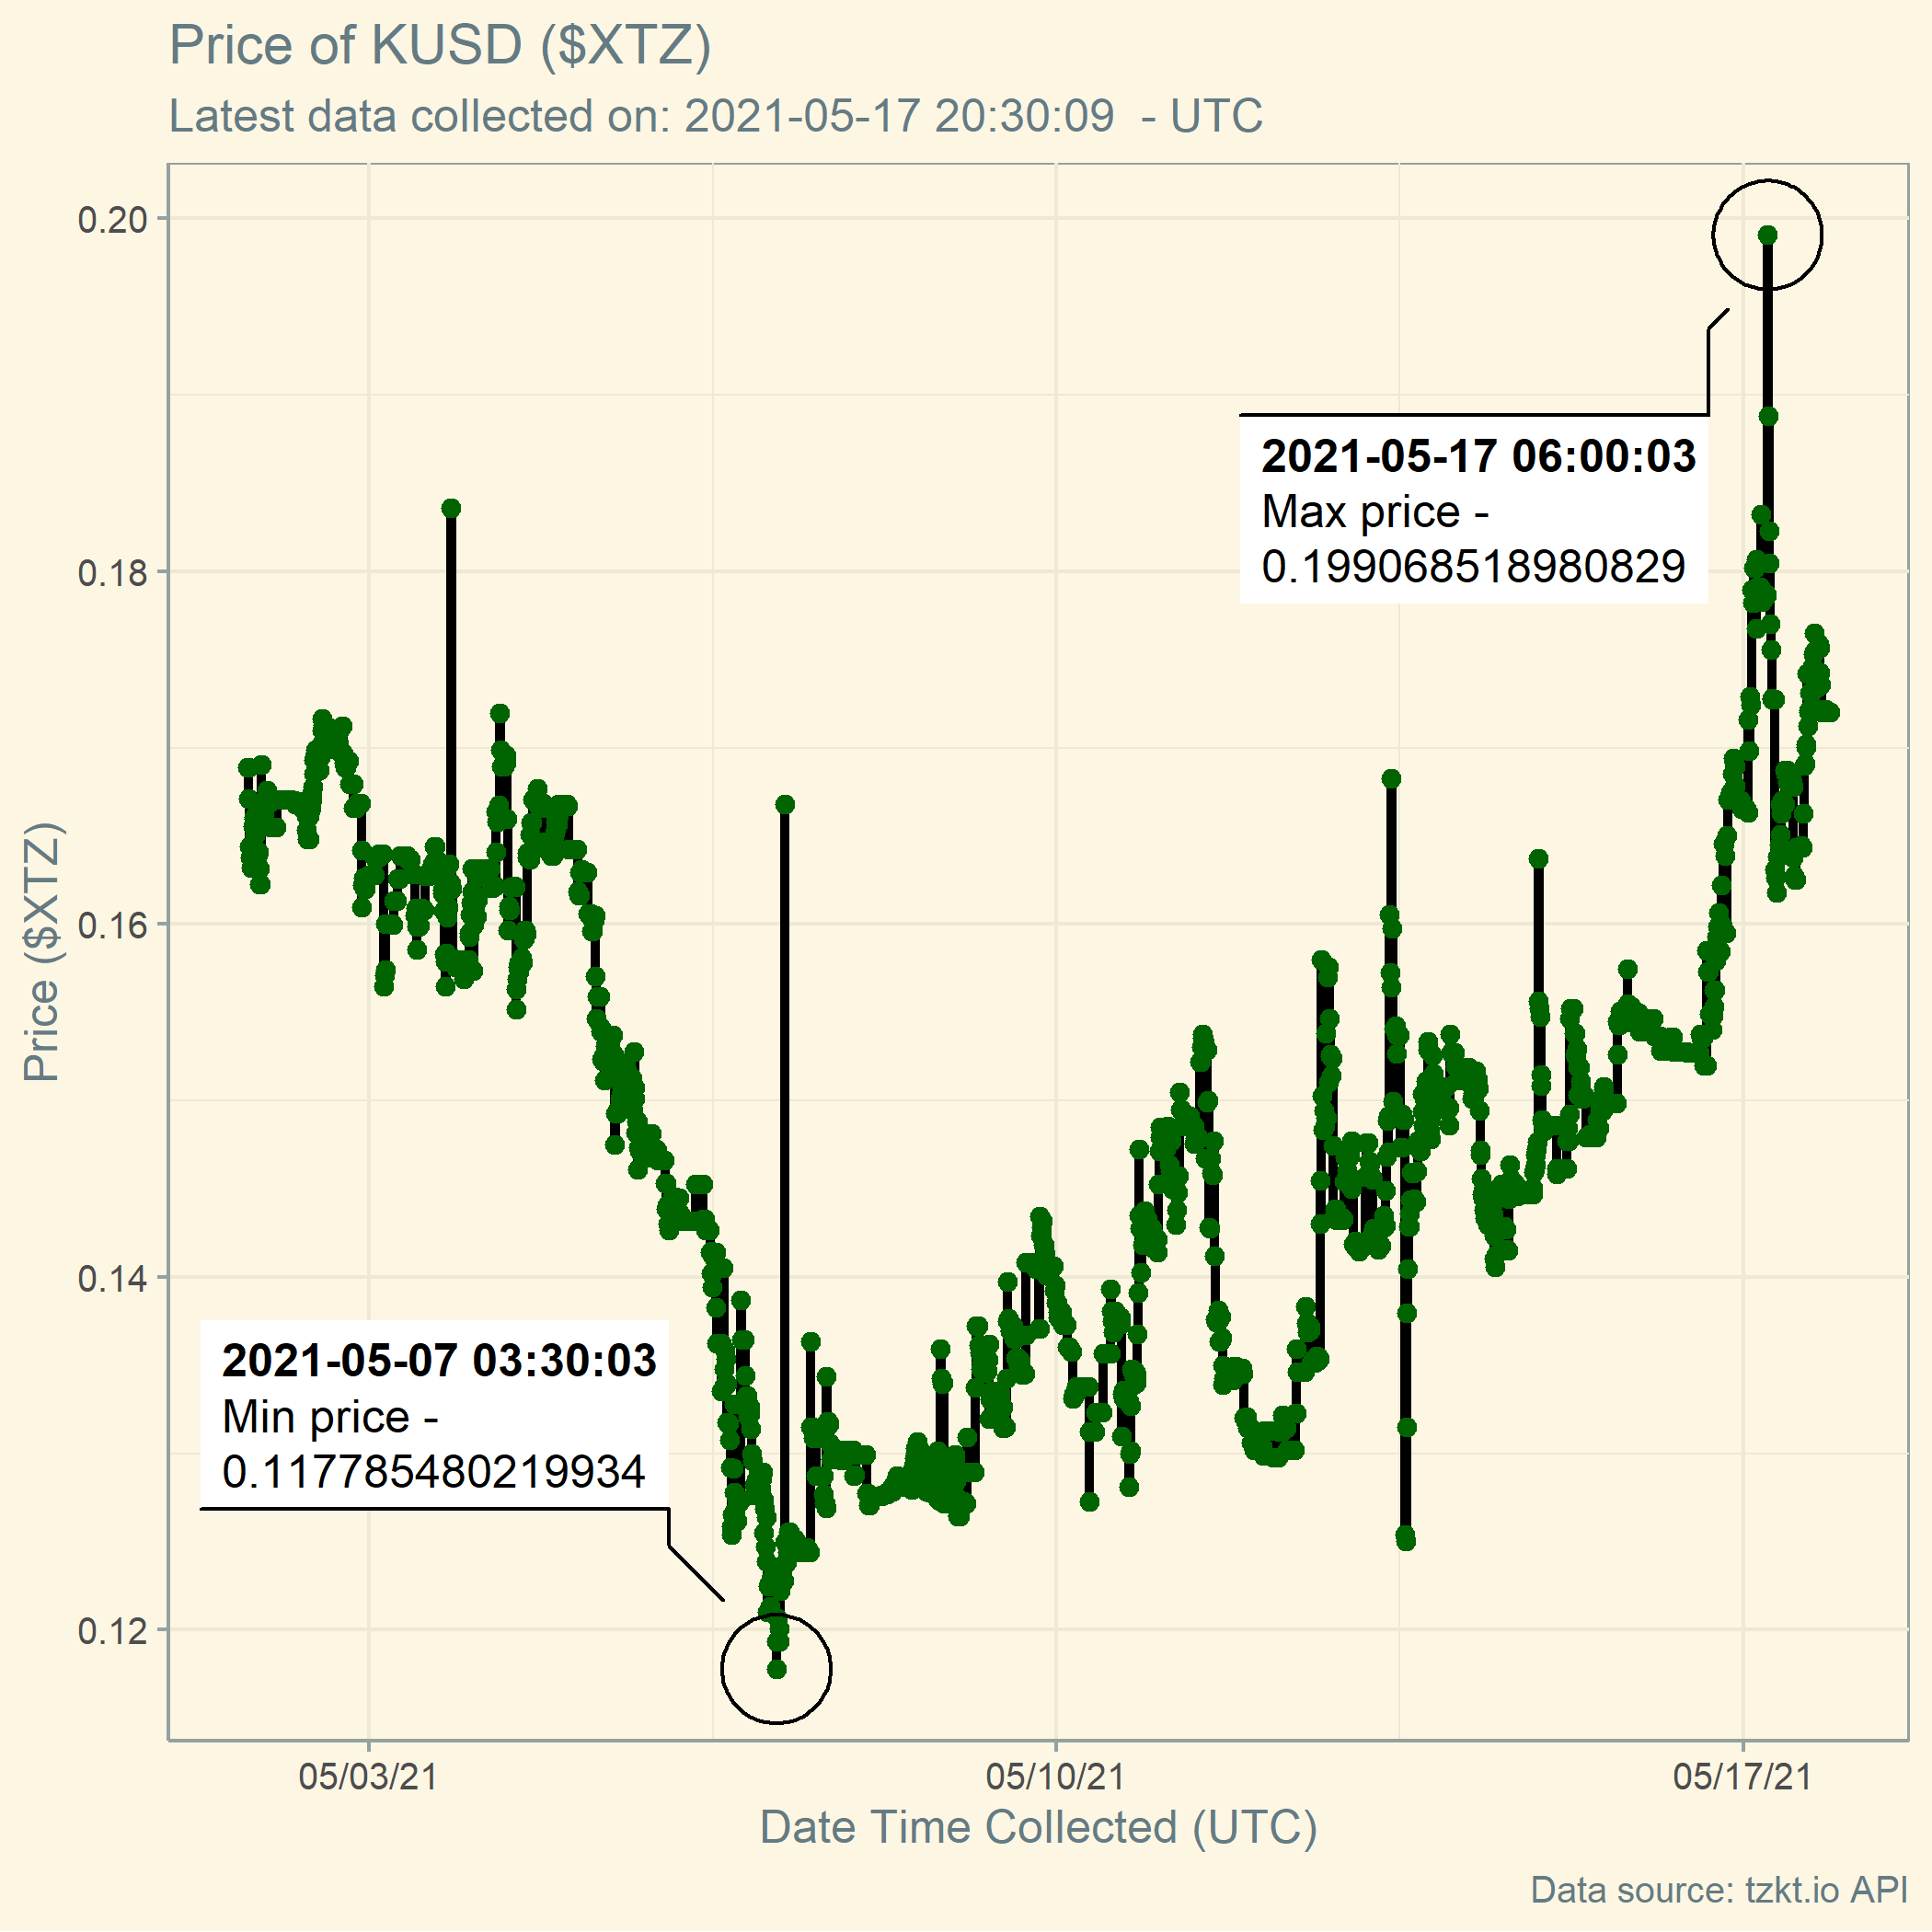 Price of KUSD ($XTZ)
Latest data collected on: 2021-05-17 20:30:09  - UTC
0.20
0.18
0.16
0.14
0.12
Price ($XTZ)
2021-05-17 06:00:03
Max price -
0.199068518980829
2021-05-07 03:30:03
Min price -
0.117785480219934
05/03/21
05/10/21
05/17/21
Date Time Collected (UTC)
Data source: tzkt.io API